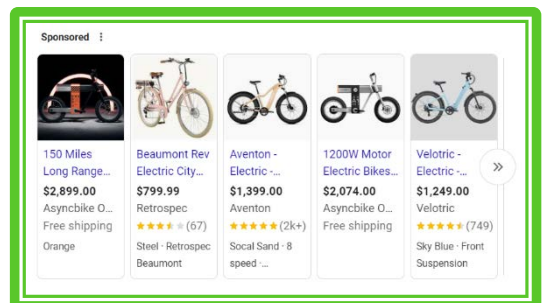 Sponsored
150 Miles
Long Range...
$2,899.00
Asyncbike O...
Free shipping
Orange
Beaumont Rev
Electric City...
$799.99
Retrospec
(67)
Steel · Retrospec
Beaumont
Aventon -
Electric -...
$1,399.00
Aventon
(2k+)
Socal Sand · 8
speed ·...
1200W Motor
Electric Bikes...
$2,074.00
Asyncbike O...
Free shipping
Velotric -
Electric -...
$1,249.00
Velotric
(749)
Sky Blue · Front
Suspension